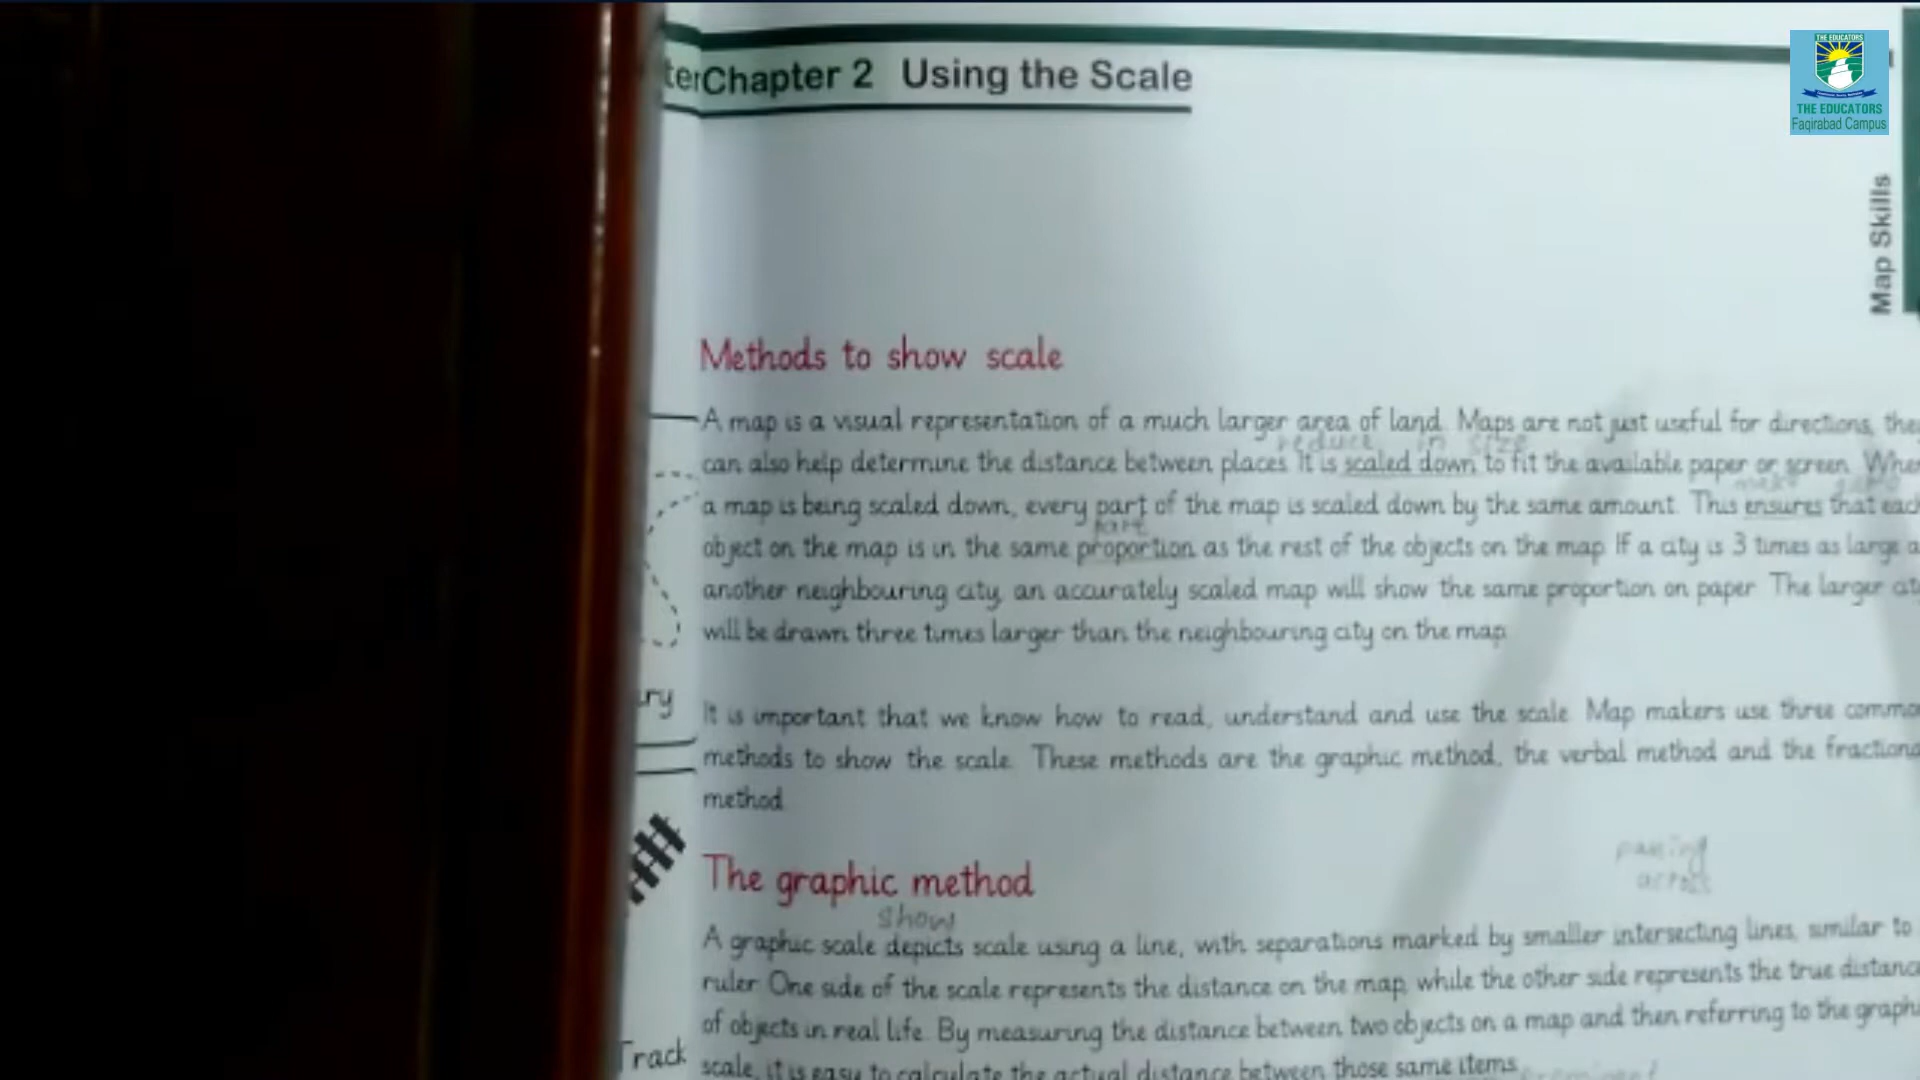 THE EDUCATORS
THE EDUCATORS
Faqirabad Campus
Map Skills
ter
Chapter 2 Using the Scale
Methods to show scale
A map is a visual representation of a much larger area of land. Maps are not just useful for directions, they
reduce in size
can also help determine the distance between places. It is scaled down to fit the available paper or screen. When
a map is being scaled down, every part of the map is scaled down by the same amount. This ensures that each
part
object on the map is in the same proportion as the rest of the objects on the map. If a city is 3 times as large a
another neighbouring city, an accurately scaled map will show the same proportion on paper. The larger city
will be drawn three times larger than the neighbouring city on the map.
ry
It is important that we know how to read, understand and use the scale. Map makers use three commo
methods to show the scale. These methods are the graphic method, the verbal method and the fractiona
method.
The graphic method
across
show
A graphic scale depicts scale using a line, with separations marked by smaller intersecting lines, similar to
ruler. One side of the scale represents the distance on the map, while the other side represents the true distance
of objects in real life. By measuring the distance between two objects on a map and then referring to the graph
Track
scale, it is easy to calculate the actual distance between those same items.